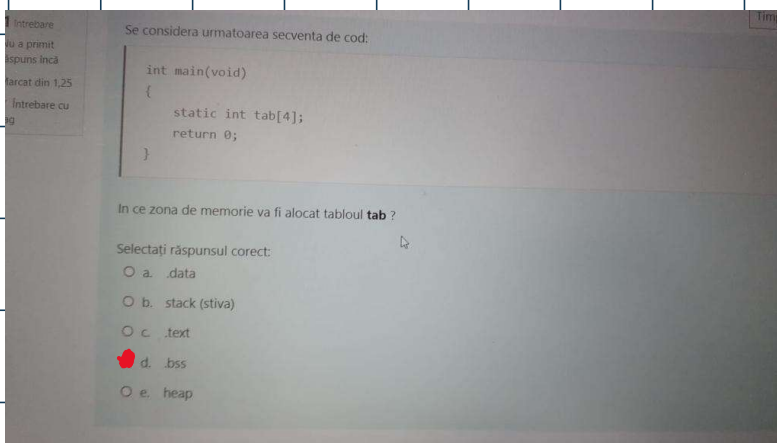 1 Întrebare
Nu a primit
răspuns încă
Marcat din 1,25
Întrebare cu
Tim
Se considera urmatoarea secventa de cod:
int main(void)
{
static int tab[4];
return 0;
}
In ce zona de memorie va fi alocat tabloul tab ?
Selectați răspunsul corect:
a. .data
b. stack (stiva)
c. .text
d. .bss
e. heap